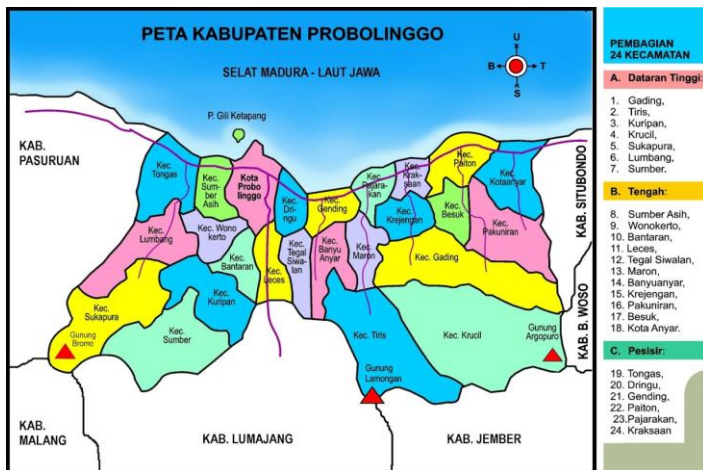 PETA KABUPATEN PROBOLINGGO
SELAT MADURA - LAUT JAWA
U
B
T
S
P. Gili Ketapang
KAB.
PASURUAN
Kec.
Tongas
Kec.
Sum-
ber
Asih
Kota
Probo
linggo
Kec.
Dri-
ngu
Kec.
Gending
Kec.
Pajara-
kan
Kec.
Krak-
saan
Kec.
Paiton
Kec.
Kotaanyar
KAB. SITUBONDO
Kec.
Lumbang
Kec. Wono
kerto
Kec.
Bantaran
Kec.
Leces
Kec.
Tegal
Siwa-
lan
Kec.
Banyu
Anyar
Kec.
Maron
Kec.
Krejengan
Kec.
Besuk
Kec.
Pakuniran
Kec. Gading
Kec.
Sukapura
Kec.
Kuripan
Kec.
Sumber
Kec. Tiris
Kec. Krucil
Gunung
Bromo
Gunung
Lamongan
Gunung
Argopuro
KAB. B. WOSO
KAB.
MALANG
KAB. LUMAJANG
KAB. JEMBER
PEMBAGIAN
24 KECAMATAN
A. Dataran Tinggi:
1. Gading,
2. Tiris,
3. Kuripan,
4. Krucil,
5. Sukapura,
6. Lumbang,
7. Sumber.
B. Tengah:
8. Sumber Asih,
9. Wonokerto,
10. Bantaran,
11. Leces,
12. Tegal Siwalan,
13. Maron,
14. Banyuanyar,
15. Krejengan,
16. Pakuniran,
17. Besuk,
18. Kota Anyar.
C. Pesisir:
19. Tongas,
20. Dringu,
21. Gending,
22. Paiton,
23.Pajarakan,
24. Kraksaan